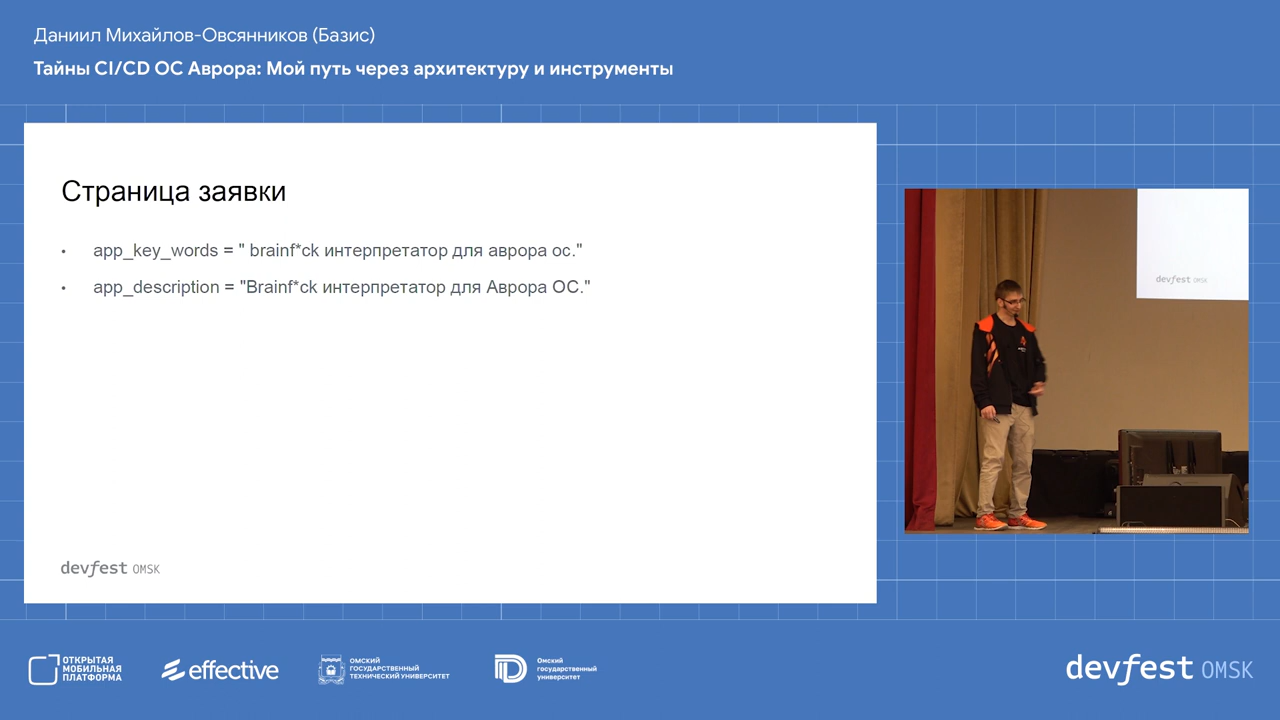 Даниил Михайлов-Овсянников (Базис)
Тайны CI/CD ОС Аврора: Мой путь через архитектуру и инструменты
Страница заявки
• app_key_words = " brainf*ck интерпретатор для аврора ос."
• app_description = "Brainf*ck интерпретатор для Аврора ОС."
devfest OMSK
devfest OMSK
ОТКРЫТАЯ
МОБИЛЬНАЯ
ПЛАТФОРМА
effective
ОМСКИЙ
ГОСУДАРСТВЕННЫЙ
ТЕХНИЧЕСКИЙ УНИВЕРСИТЕТ
Омский
государственный
университет
devfest OMSK